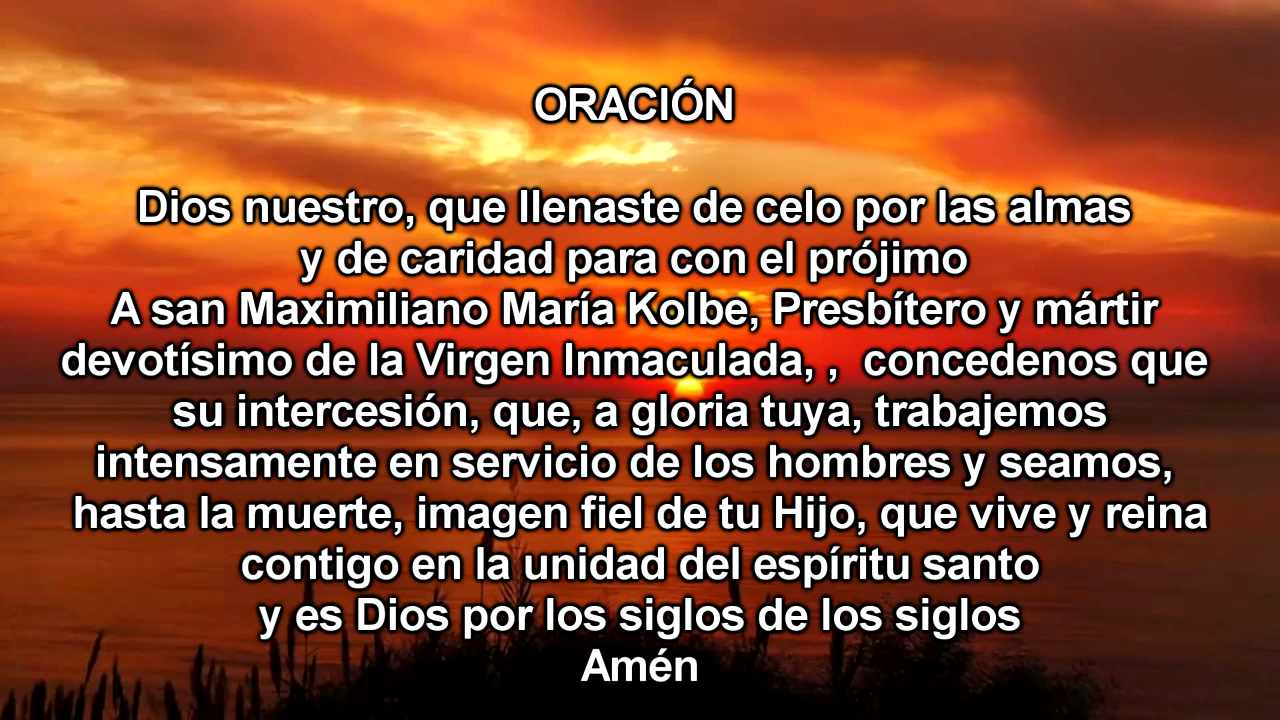 ORACIÓN
Dios nuestro, que llenaste de celo por las almas
y de caridad para con el prójimo
A san Maximiliano María Kolbe, Presbítero y mártir
devotísimo de la Virgen Inmaculada, ,  concedenos que
su intercesión, que, a gloria tuya, trabajemos
intensamente en servicio de los hombres y seamos,
hasta la muerte, imagen fiel de tu Hijo, que vive y reina
contigo en la unidad del espíritu santo
y es Dios por los siglos de los siglos
Amén